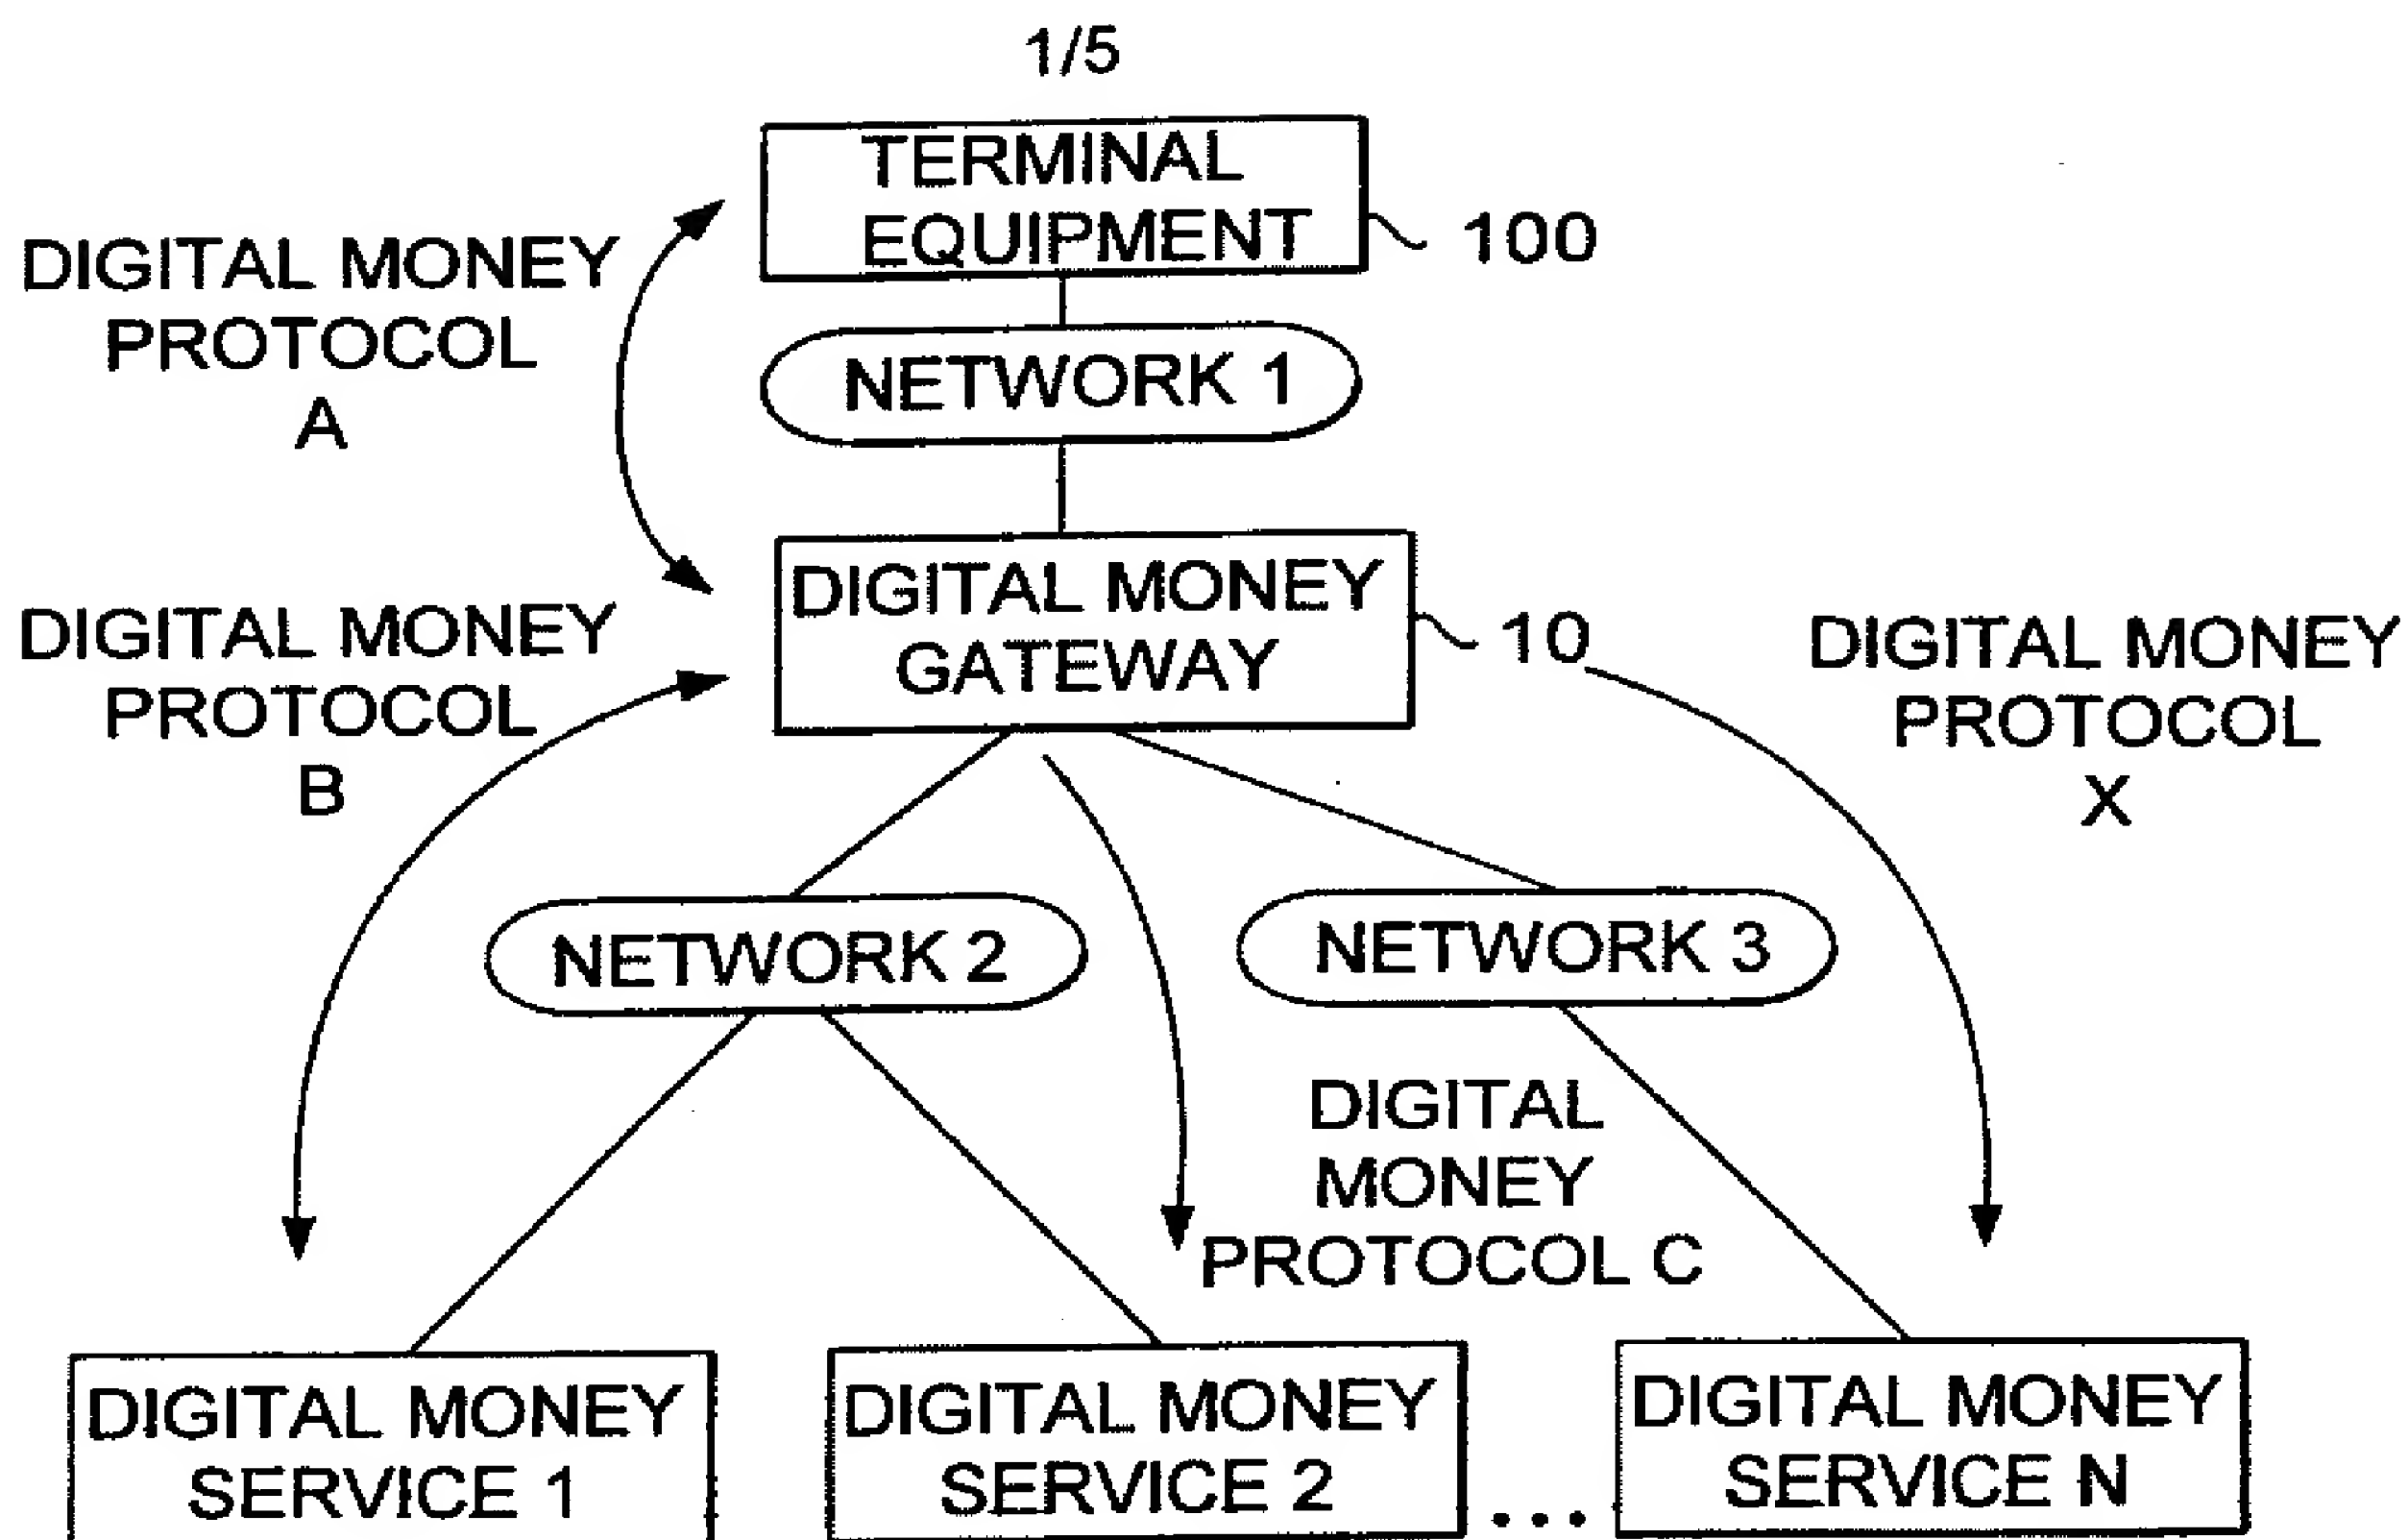 1/5
TERMINAL
EQUIPMENT
100
DIGITAL MONEY
PROTOCOL
A
NETWORK 1
DIGITAL MONEY
GATEWAY
10
DIGITAL MONEY
PROTOCOL
B
DIGITAL MONEY
PROTOCOL
X
NETWORK 2
NETWORK 3
DIGITAL
MONEY
PROTOCOL C
DIGITAL MONEY
SERVICE 1
DIGITAL MONEY
SERVICE 2
...
DIGITAL MONEY
SERVICE N